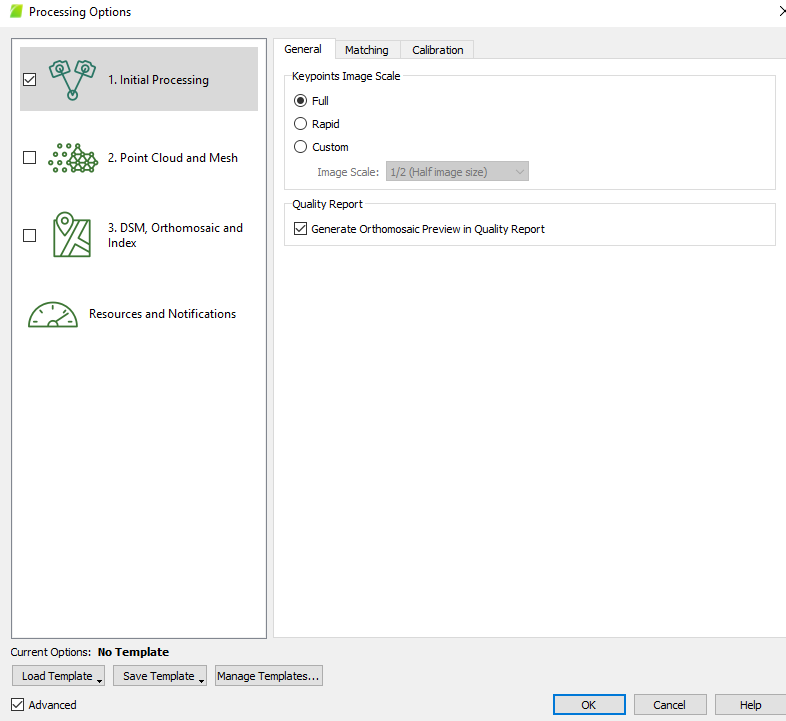 Processing Options
1. Initial Processing
2. Point Cloud and Mesh
3. DSM, Orthomosaic and
Index
Resources and Notifications
General
Matching
Calibration
Keypoints Image Scale
Full
Rapid
Custom
Image Scale:
1/2 (Half image size)
Quality Report
Generate Orthomosaic Preview in Quality Report
Current Options: No Template
Load Template
Save Template
Manage Templates...
Advanced
OK
Cancel
Help